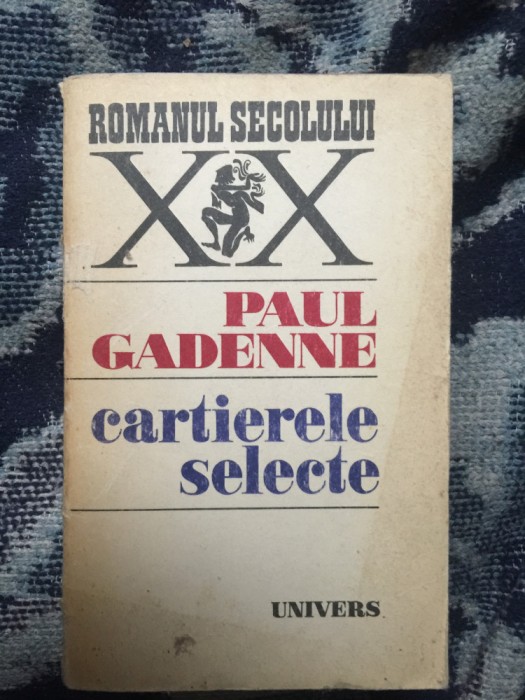 ROMANUL SECOLULUI
XX
PAUL
GADENNE
cartierele
selecte
UNIVERS